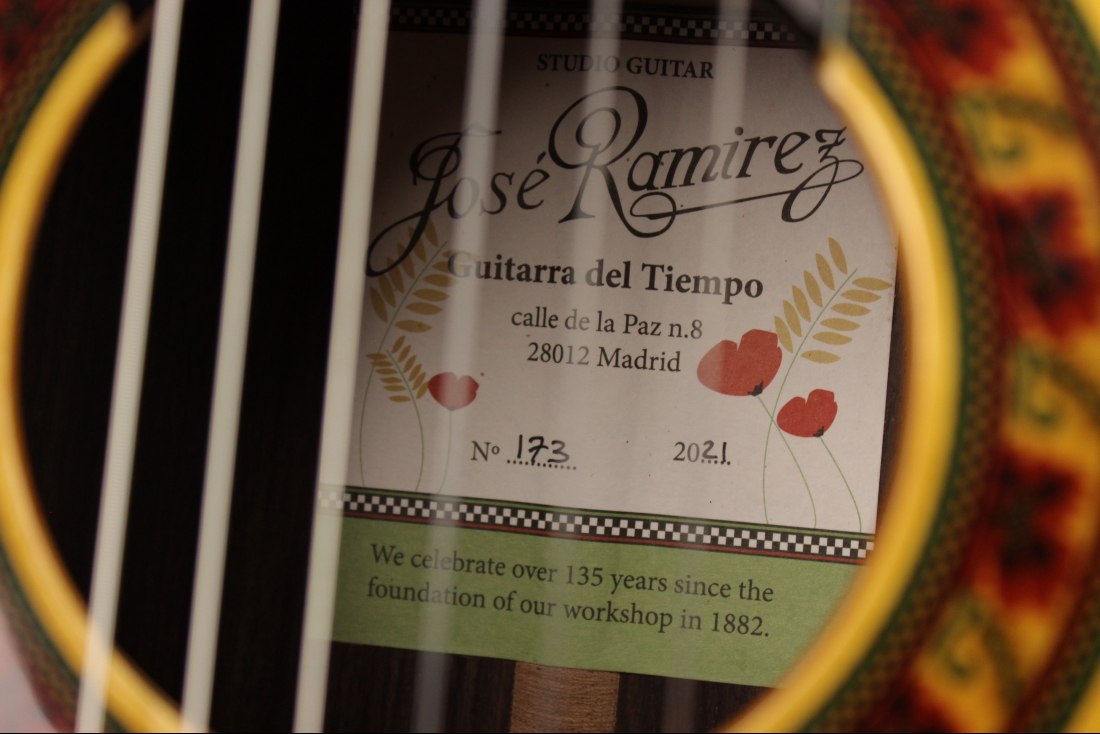 STUDIO GUITAR
José Ramirez
Guitarra del Tiempo
calle de la Paz n.8
28012 Madrid
Nº 173 2021
We celebrate over 135 years since the
foundation of our workshop in 1882.